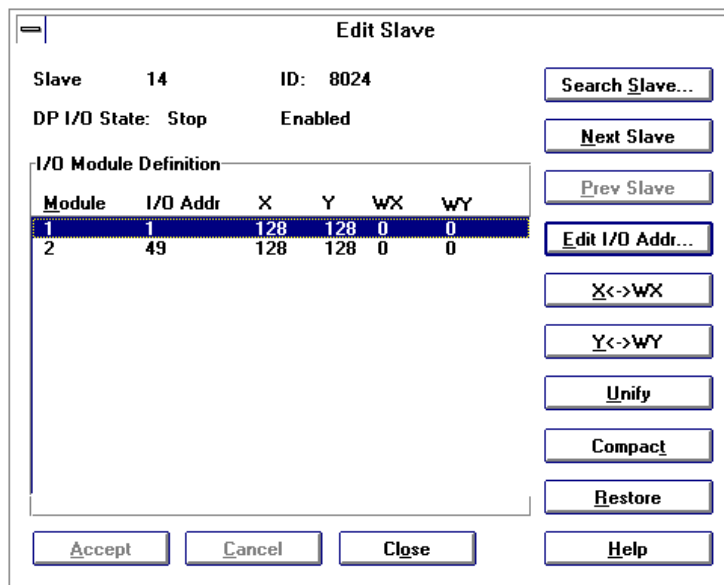 Edit Slave
Slave 14 ID: 8024
DP I/O State: Stop Enabled
I/O Module Definition
Module I/O Addr X Y WX WY
1 1 128 128 0 0
2 49 128 128 0 0
Search Slave...
Next Slave
Prev Slave
Edit I/O Addr...
X<->WX
Y<->WY
Unify
Compact
Restore
Accept Cancel Close Help